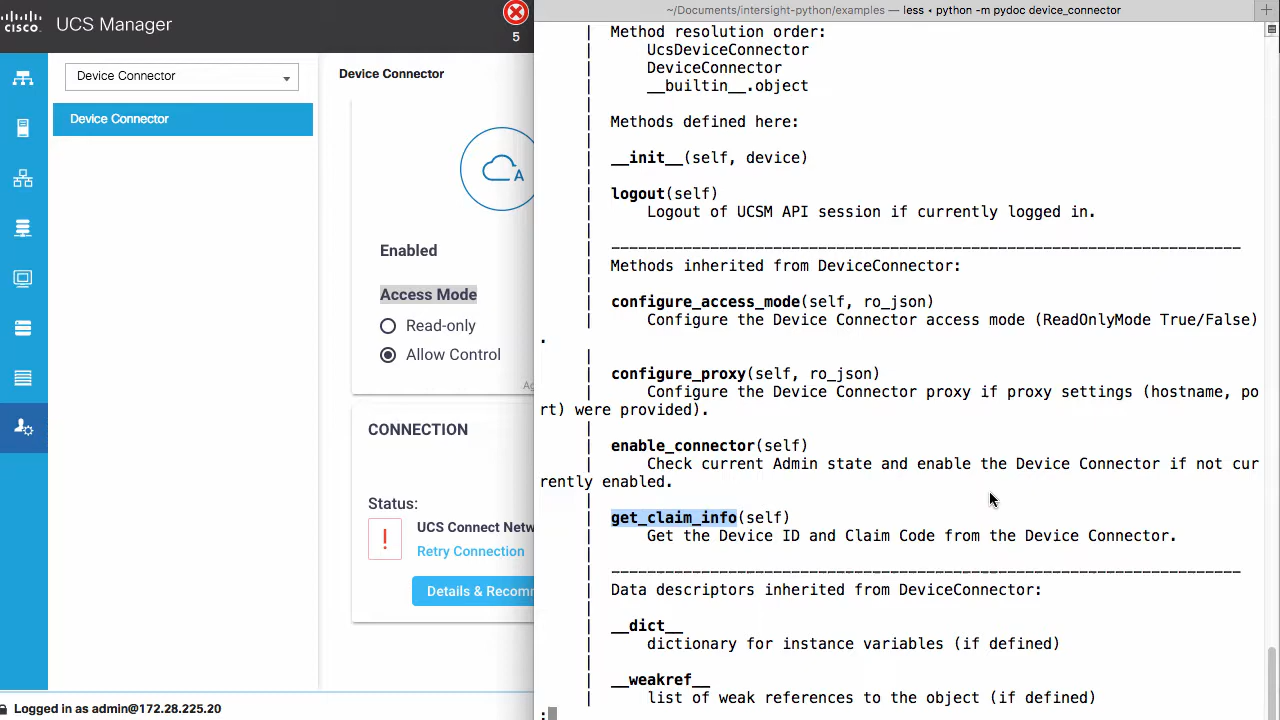 CISCO
UCS Manager
5
Device Connector
Device Connector
Device Connector
A
Enabled
Access Mode
Read-only
Allow Control
Ag
CONNECTION
Status:
!
UCS Connect Netw
Retry Connection
Details & Recomm
Logged in as admin@172.28.225.20
~/Documents/intersight-python/examples — less ‹ python -m pydoc device_connector
| Method resolution order:
| UcsDeviceConnector
| DeviceConnector
| __builtin__.object
|
| Methods defined here:
|
| __init__(self, device)
|
| logout(self)
| Logout of UCSM API session if currently logged in.
|
| ----------------------------------------------------------------------
| Methods inherited from DeviceConnector:
|
| configure_access_mode(self, ro_json)
| Configure the Device Connector access mode (ReadOnlyMode True/False)
.
|
| configure_proxy(self, ro_json)
| Configure the Device Connector proxy if proxy settings (hostname, po
rt) were provided).
|
| enable_connector(self)
| Check current Admin state and enable the Device Connector if not cur
rently enabled.
|
| get_claim_info(self)
| Get the Device ID and Claim Code from the Device Connector.
|
| ----------------------------------------------------------------------
| Data descriptors inherited from DeviceConnector:
|
| __dict__
| dictionary for instance variables (if defined)
|
| __weakref__
| list of weak references to the object (if defined)
: